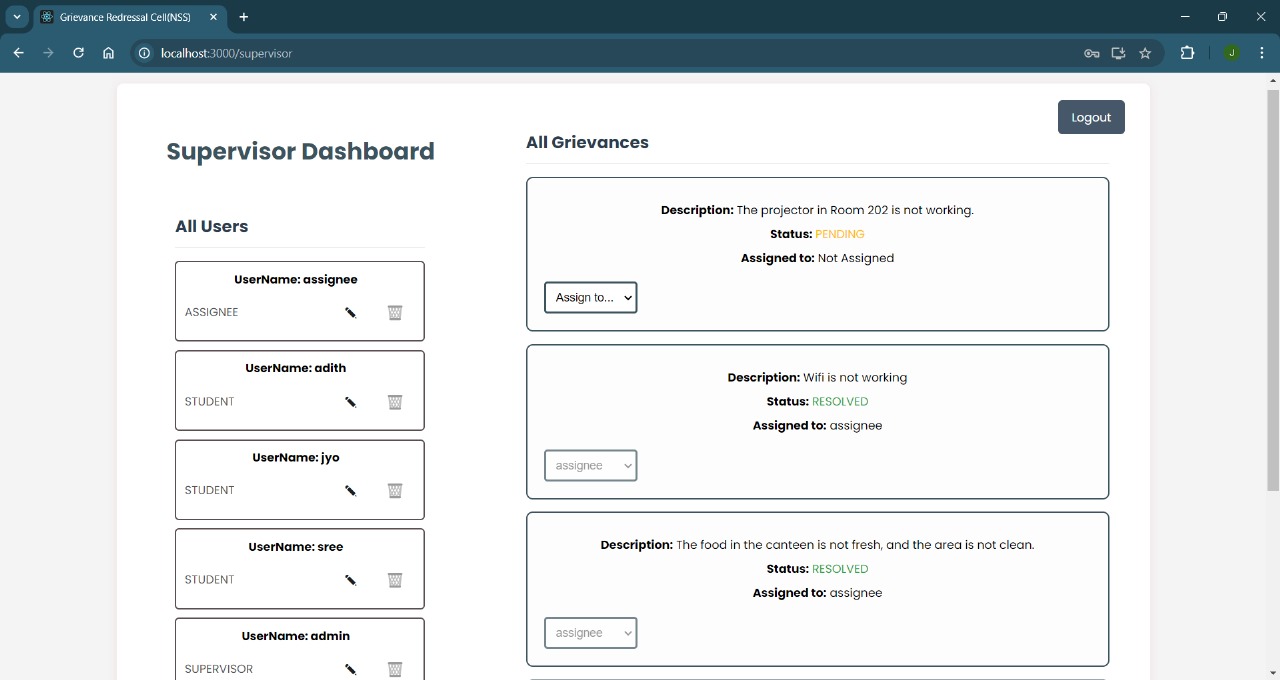 Grievance Redressal Cell(NSS)
localhost:3000/supervisor
J
Logout
Supervisor Dashboard
All Users
UserName: assignee
ASSIGNEE
UserName: adith
STUDENT
UserName: jyo
STUDENT
UserName: sree
STUDENT
UserName: admin
SUPERVISOR
All Grievances
Description: The projector in Room 202 is not working.
Status: PENDING
Assigned to: Not Assigned
Assign to...
Description: Wifi is not working
Status: RESOLVED
Assigned to: assignee
assignee
Description: The food in the canteen is not fresh, and the area is not clean.
Status: RESOLVED
Assigned to: assignee
assignee